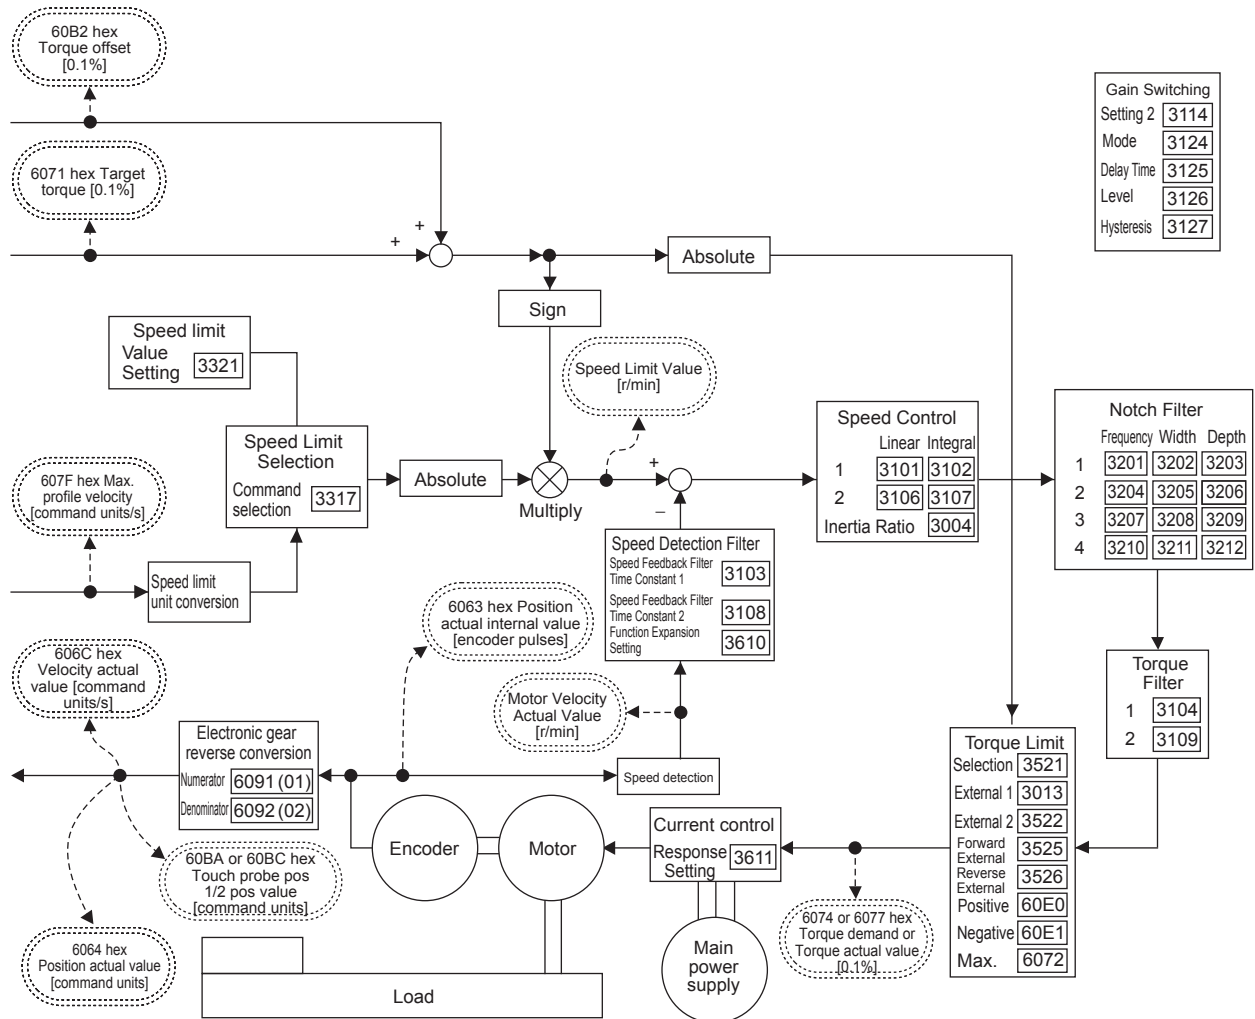 60B2 hex
Torque offset
[0.1%]
6071 hex Target
torque [0.1%]
+
+
Absolute
Sign
Gain Switching
Setting 2 3114
Mode 3124
Delay Time 3125
Level 3126
Hysteresis 3127
Speed limit
Value
Setting 3321
Speed Limit Value
[r/min]
Speed Limit
Selection
Command
selection 3317
607F hex Max.
profile velocity
[command units/s]
Speed limit
unit conversion
Absolute
Multiply
+
−
Speed Control
Linear Integral
1 3101 3102
2 3106 3107
Inertia Ratio 3004
Notch Filter
Frequency Width Depth
1 3201 3202 3203
2 3204 3205 3206
3 3207 3208 3209
4 3210 3211 3212
Speed Detection Filter
Speed Feedback Filter
Time Constant 1 3103
Speed Feedback Filter
Time Constant 2 3108
Function Expansion
Setting 3610
6063 hex Position
actual internal value
[encoder pulses]
606C hex
Velocity actual
value [command
units/s]
Motor Velocity
Actual Value
[r/min]
Torque
Filter
1 3104
2 3109
Electronic gear
reverse conversion
Numerator 6091 (01)
Denominator 6092 (02)
Speed detection
Torque Limit
Selection 3521
External 1 3013
External 2 3522
Forward
External 3525
Reverse
External 3526
Positive 60E0
Negative 60E1
Max. 6072
Encoder
Motor
Current control
Response
Setting 3611
60BA or 60BC hex
Touch probe pos
1/2 pos value
[command units]
6074 or 6077 hex
Torque demand or
Torque actual value
[0.1%]
6064 hex
Position actual value
[command units]
Main
power
supply
Load